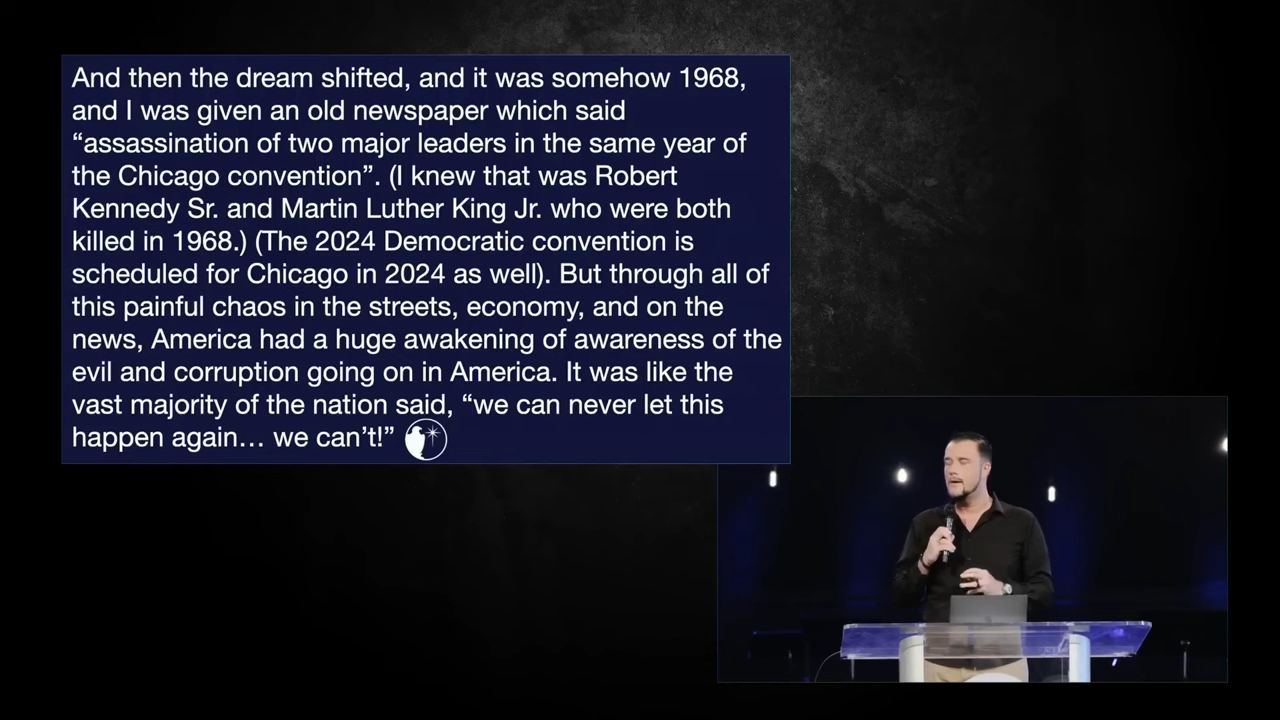 And then the dream shifted, and it was somehow 1968,
and I was given an old newspaper which said
“assassination of two major leaders in the same year of
the Chicago convention”. (I knew that was Robert
Kennedy Sr. and Martin Luther King Jr. who were both
killed in 1968.) (The 2024 Democratic convention is
scheduled for Chicago in 2024 as well). But through all of
this painful chaos in the streets, economy, and on the
news, America had a huge awakening of awareness of the
evil and corruption going on in America. It was like the
vast majority of the nation said, “we can never let this
happen again… we can’t!”